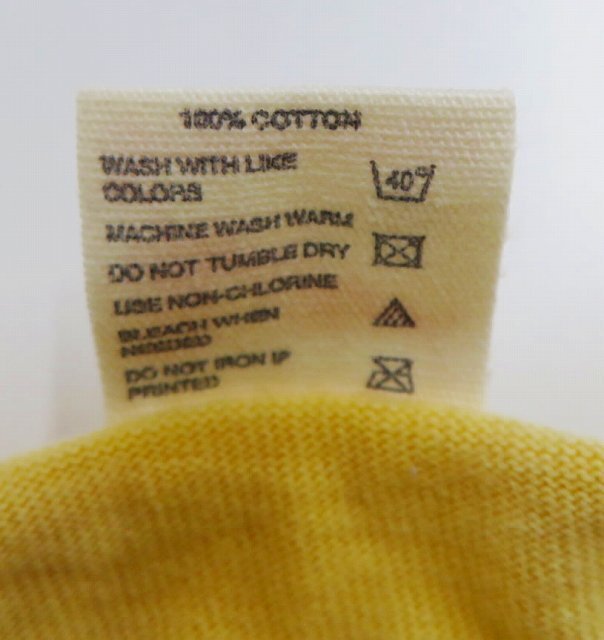 100% COTTON
WASH WITH LIKE
COLORS
40°
MACHINE WASH WARM
DO NOT TUMBLE DRY
USE NON-CHLORINE
BLEACH WHEN
NEEDED
DO NOT IRON IF
PRINTED